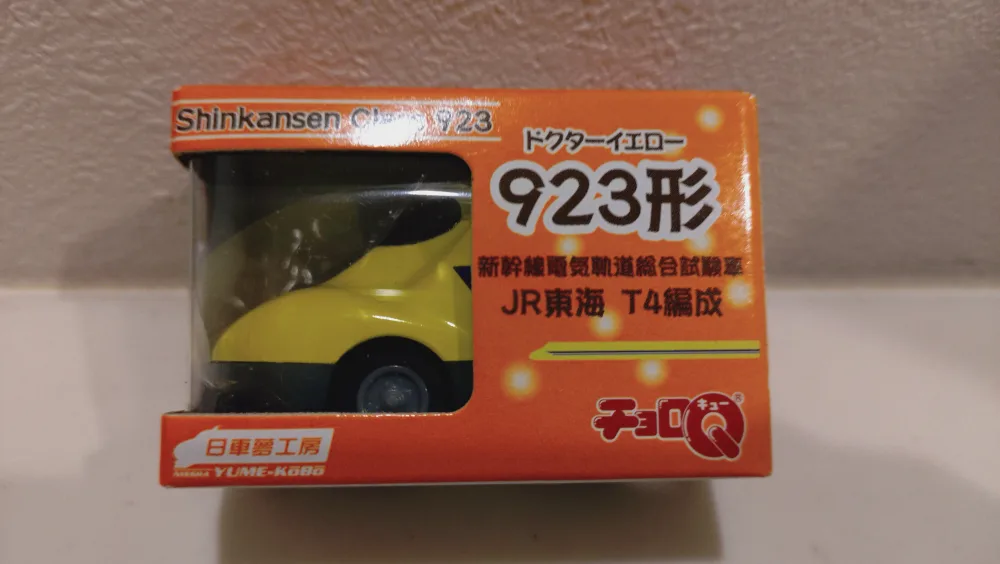 Shinkansen Class 923
ドクターイエロー
923形
新幹線電気軌道総合試験車
JR東海 T4編成
チョロQ
キュー
®
日車夢工房
YUME-KōBō